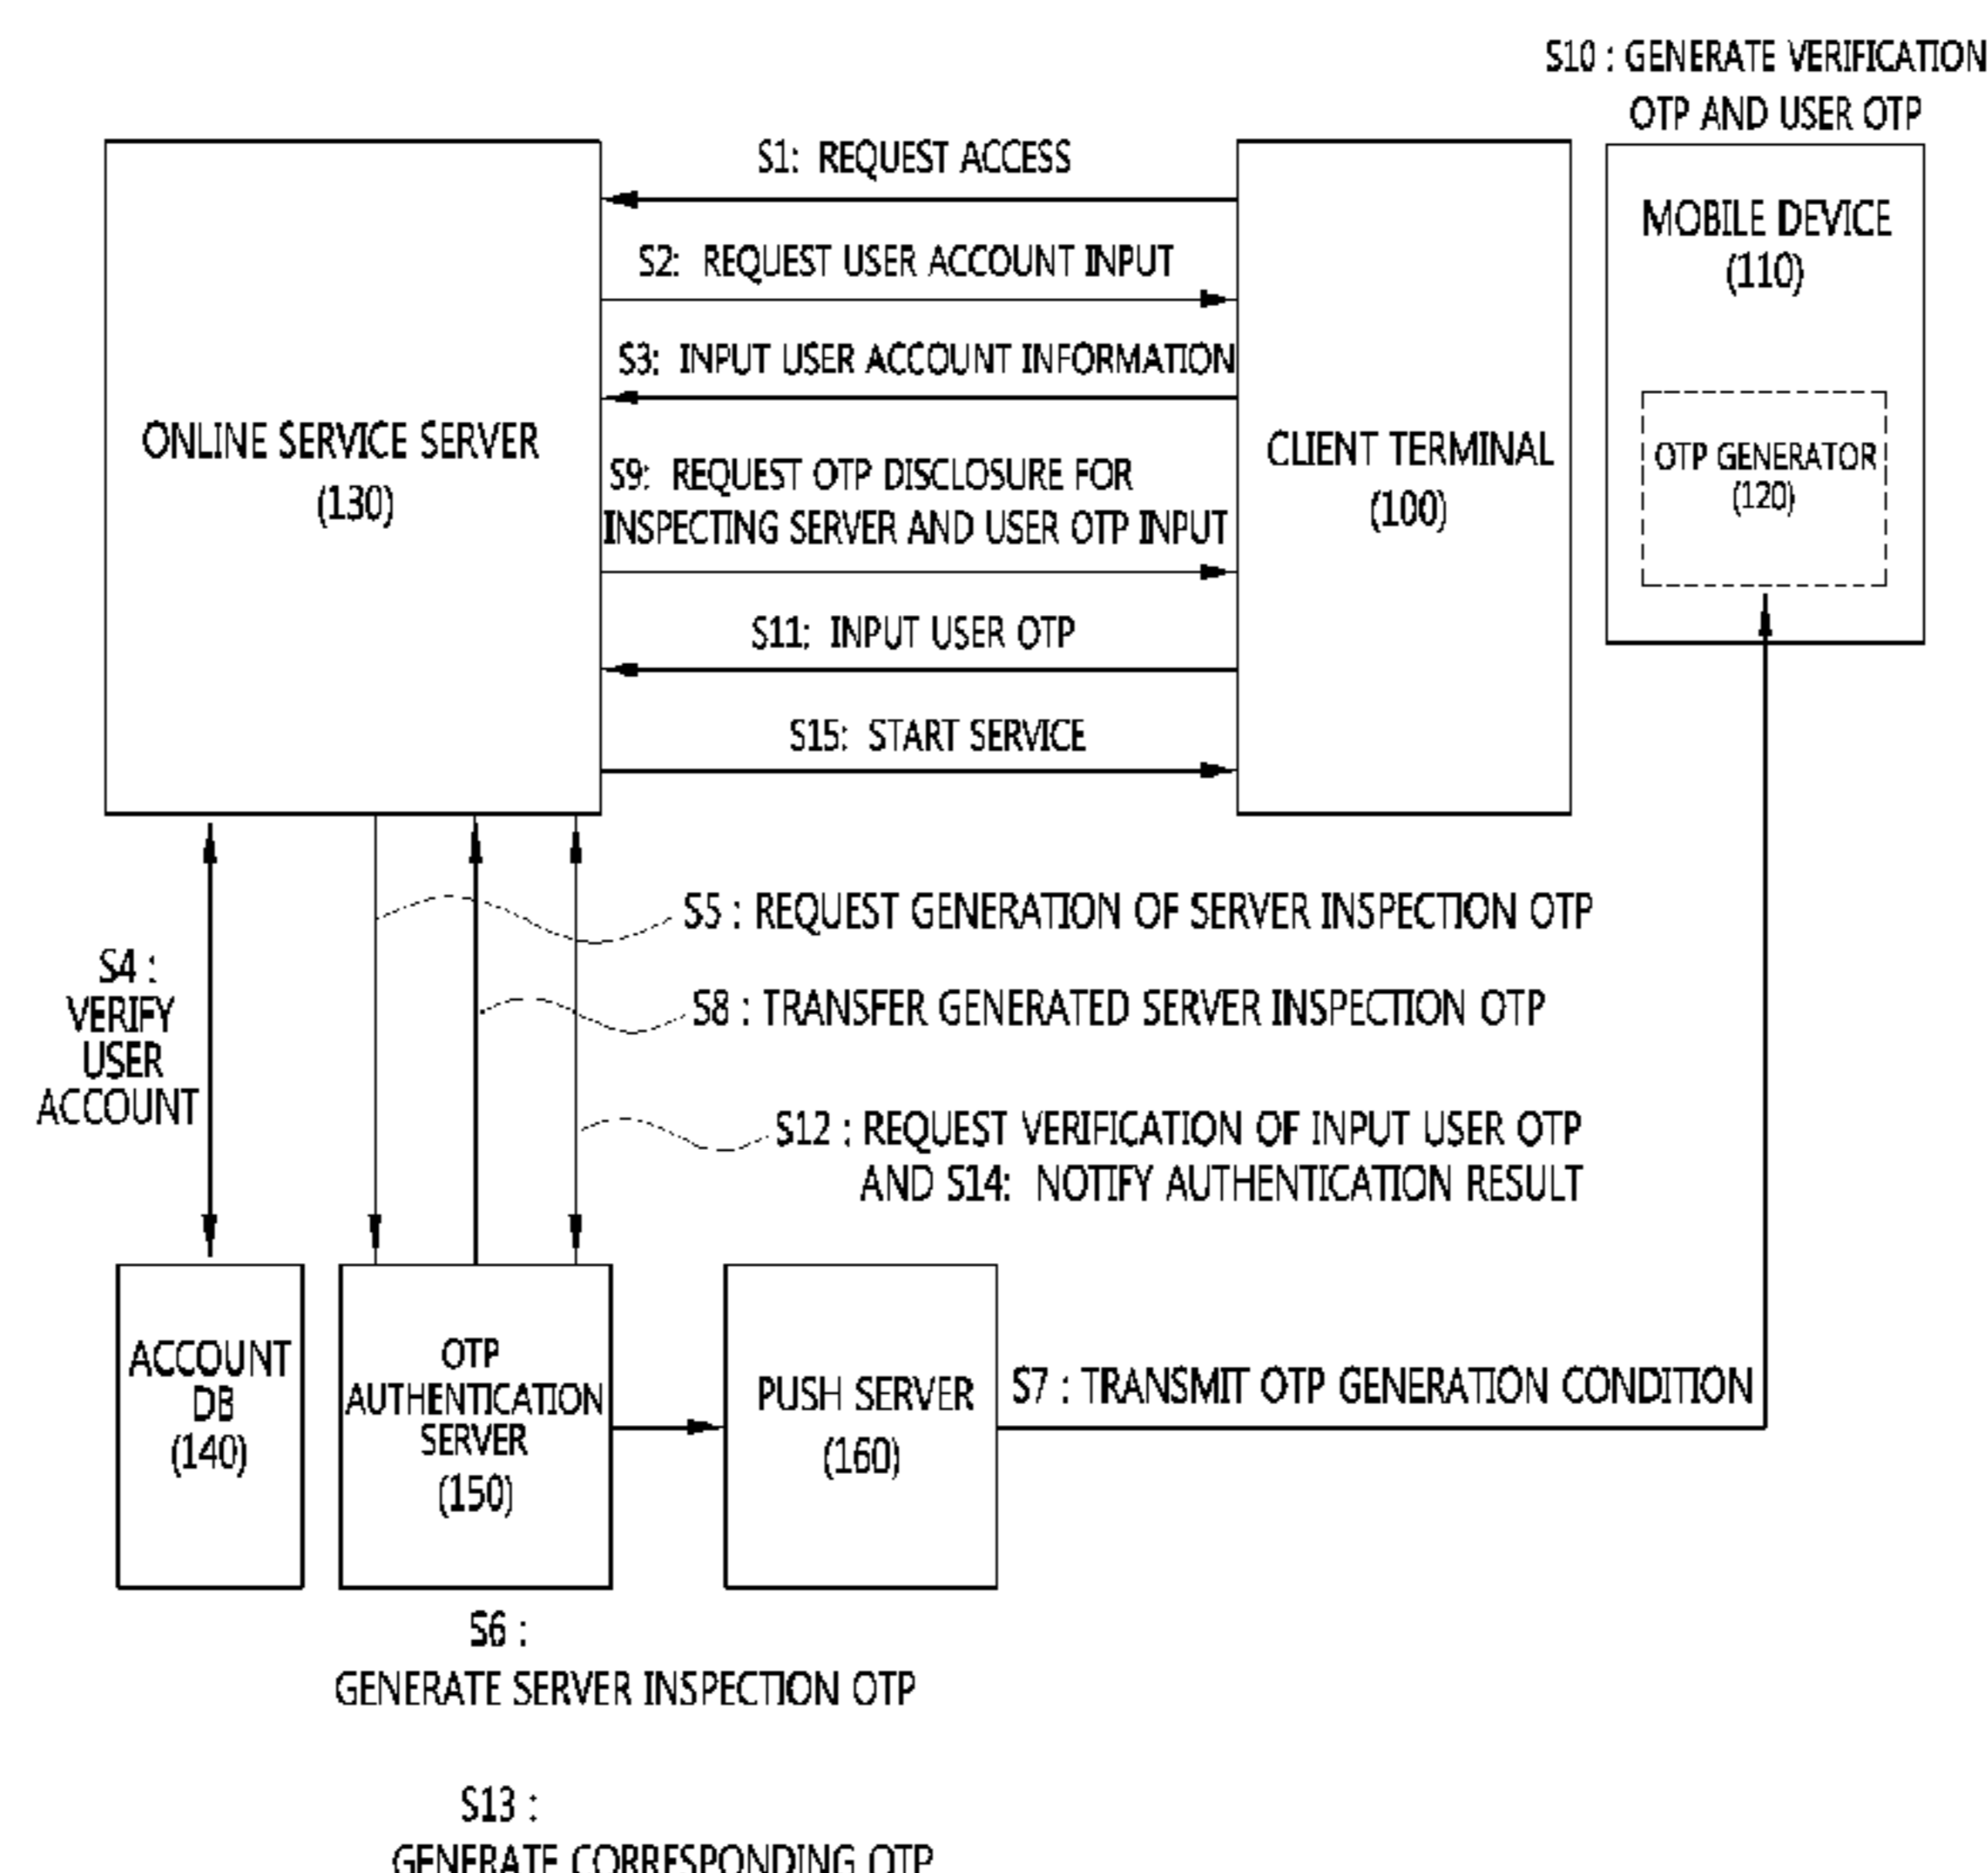 S10 : GENERATE VERIFICATION
OTP AND USER OTP
S1: REQUEST ACCESS
S2: REQUEST USER ACCOUNT INPUT
S3: INPUT USER ACCOUNT INFORMATION
S9: REQUEST OTP DISCLOSURE FOR
INSPECTING SERVER AND USER OTP INPUT
S11: INPUT USER OTP
S15: START SERVICE
ONLINE SERVICE SERVER
(130)
CLIENT TERMINAL
(100)
MOBILE DEVICE
(110)
OTP GENERATOR
(120)
S5 : REQUEST GENERATION OF SERVER INSPECTION OTP
S8 : TRANSFER GENERATED SERVER INSPECTION OTP
S4 :
VERIFY
USER
ACCOUNT
S12 : REQUEST VERIFICATION OF INPUT USER OTP
AND S14: NOTIFY AUTHENTICATION RESULT
ACCOUNT
DB
(140)
OTP
AUTHENTICATION
SERVER
(150)
PUSH SERVER
(160)
S7 : TRANSMIT OTP GENERATION CONDITION
S6 :
GENERATE SERVER INSPECTION OTP
S13 :
GENERATE CORRESPONDING OTP